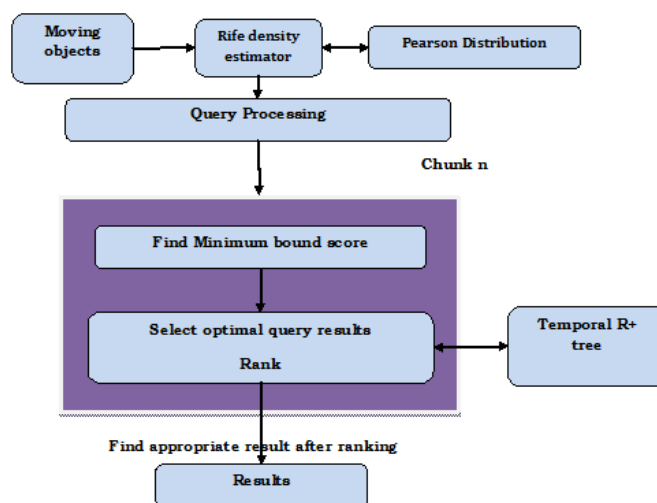 Moving
objects
Rife density
estimator
Pearson Distribution
Query Processing
Chunk n
Find Minimum bound score
Select optimal query results
Rank
Temporal R+
tree
Find appropriate result after ranking
Results